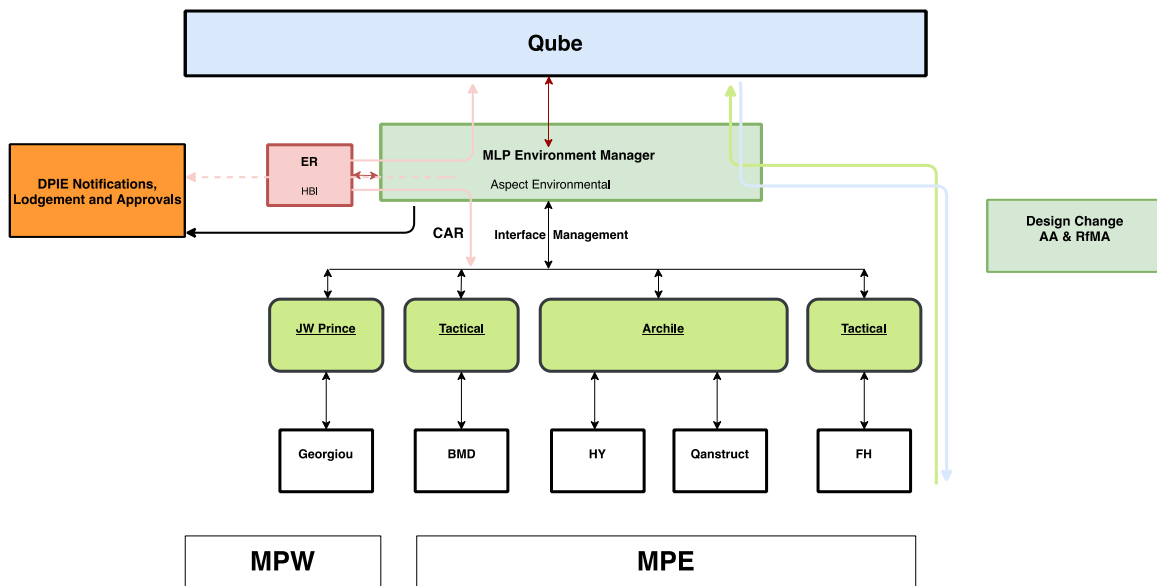 Qube
MLP Environment Manager
Aspect Environmental
ER
HBI
DPIE Notifications,
Lodgement and Approvals
CAR
Interface Management
Design Change
AA & RfMA
JW Prince
Tactical
Archile
Tactical
Georgiou
BMD
HY
Qanstruct
FH
MPW
MPE